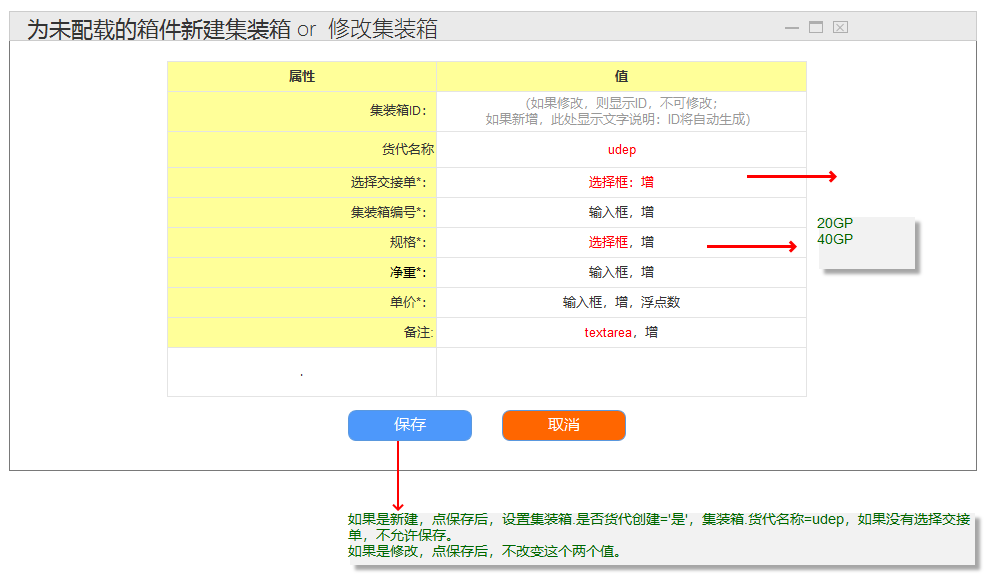 为未配载的箱件新建集装箱 or 修改集装箱
属性 值
集装箱ID: （如果修改，则显示ID，不可修改；
如果新增，此处显示文字说明：ID将自动生成）
货代名称 udep
选择交接单*: 选择框：增
集装箱编号*: 输入框，增
规格*: 选择框，增
20GP
40GP
净重*: 输入框，增
单价*: 输入框，增，浮点数
备注: textarea，增
.
保存 取消
如果是新建，点保存后，设置集装箱.是否货代创建='是'，集装箱.货代名称=udep，如果没有选择交接
单，不允许保存。
如果是修改，点保存后，不改变这个两个值。